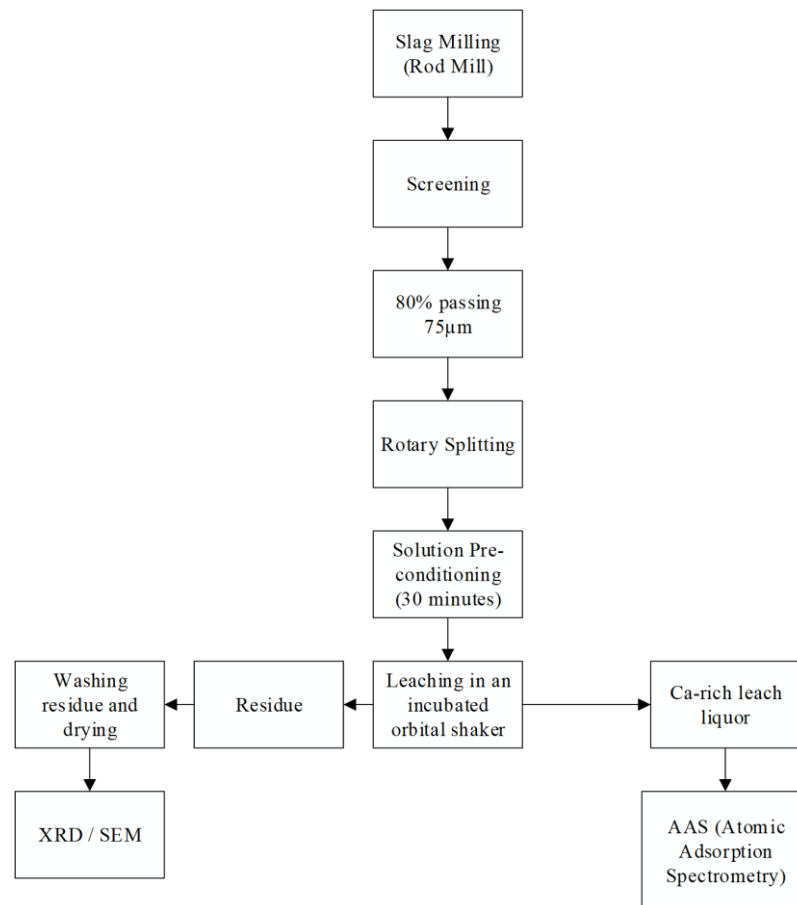 Slag Milling
(Rod Mill)
Screening
80% passing
75µm
Rotary Splitting
Solution Pre-
conditioning
(30 minutes)
Leaching in an
incubated
orbital shaker
Residue
Washing
residue and
drying
XRD / SEM
Ca-rich leach
liquor
AAS (Atomic
Adsorption
Spectrometry)